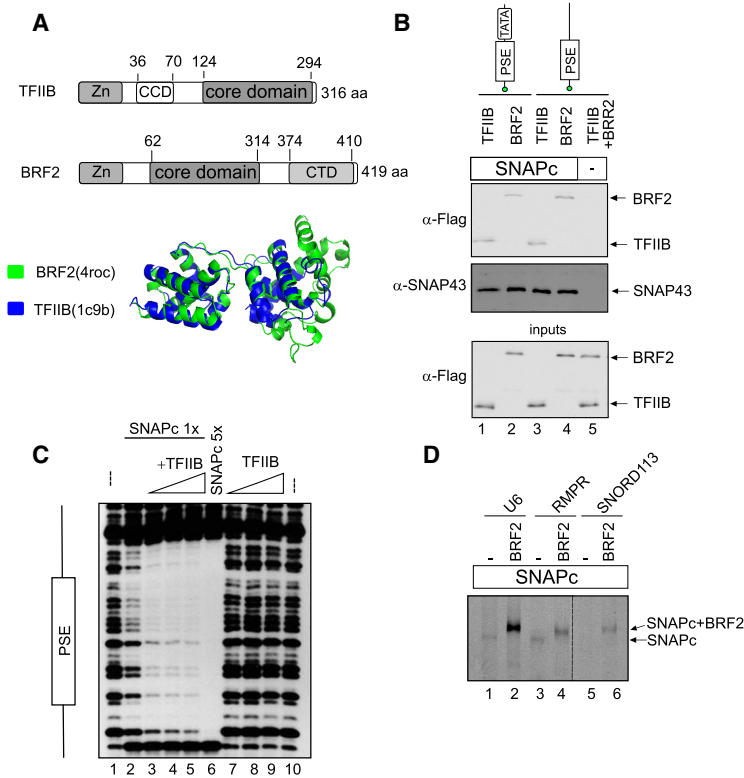 A
36 70 124 294
TFIIB Zn CCD core domain 316 aa
62 314 374 410
BRF2 Zn core domain CTD 419 aa
BRF2(4roc)
TFIIB(1c9b)
B
TATA
PSE PSE
TFIIB BRF2 TFIIB BRF2 TFIIB
+BRR2
SNAPc -
α-Flag BRF2
TFIIB
α-SNAP43 SNAP43
inputs
α-Flag BRF2
TFIIB
1 2 3 4 5
C
SNAPc 1x SNAPc 5x
+TFIIB TFIIB
PSE
1 2 3 4 5 6 7 8 9 10
D
U6 RMPR SNORD113
- BRF2 - BRF2 - BRF2
SNAPc
SNAPc+BRF2
SNAPc
1 2 3 4 5 6